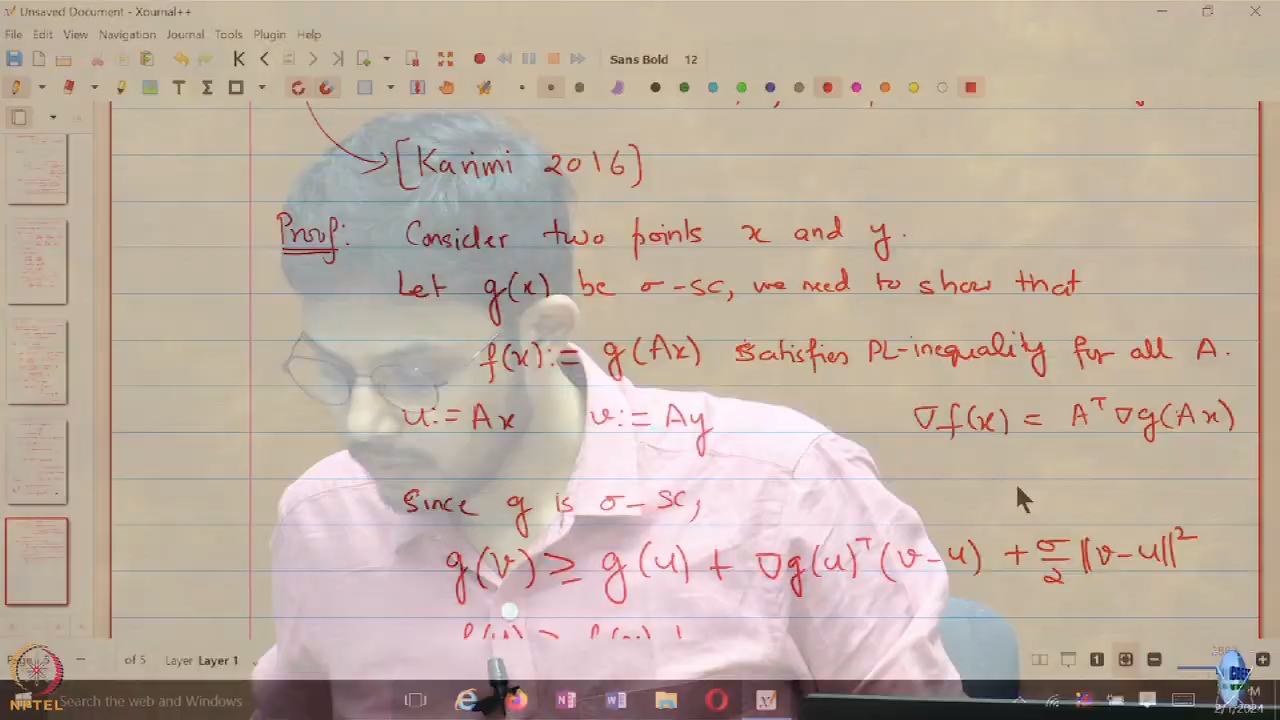 Unsaved Document - Xournal++
File Edit View Navigation Journal Tools Plugin Help
Sans Bold 12
[Karimi 2016]
Proof: Consider two points x and y.
Let g(x) be σ-sc, we need to show that
f(x) := g(Ax) satisfies PL-inequality for all A.
u := Ax v := Ay ∇f(x) = Aᵀ ∇g(Ax)
Since g is σ-sc,
g(v) ≥ g(u) + ∇g(u)ᵀ(v-u) + σ/2 ||v-u||²
of 5 Layer Layer 1
Search the web and Windows
NPTEL